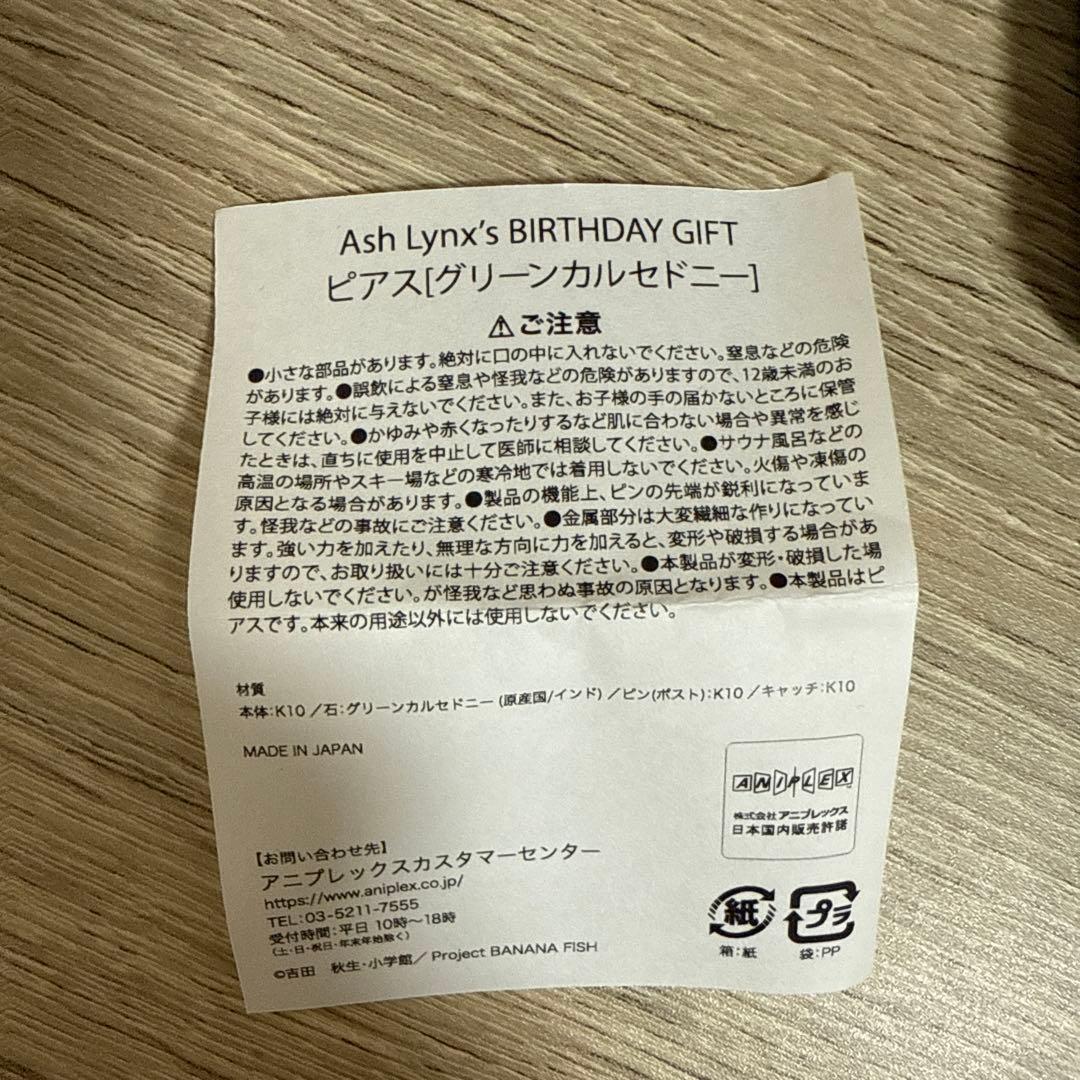 Ash Lynx's BIRTHDAY GIFT
ピアス[グリーンカルセドニー]
⚠ご注意
●小さな部品があります。絶対に口の中に入れないでください。窒息などの危険
があります。●誤飲による窒息や怪我などの危険がありますので、12歳未満のお
子様には絶対に与えないでください。また、お子様の手の届かないところに保管
してください。●かゆみや赤くなったりするなど肌に合わない場合や異常を感じ
たときは、直ちに使用を中止して医師に相談してください。●サウナ風呂などの
高温の場所やスキー場などの寒冷地では着用しないでください。火傷や凍傷の
原因となる場合があります。●製品の機能上、ピンの先端が鋭利になっていま
す。怪我などの事故にご注意ください。●金属部分は大変繊細な作りになってい
ます。強い力を加えたり、無理な方向に力を加えると、変形や破損する場合があ
りますので、お取り扱いには十分ご注意ください。●本製品が変形・破損した場
使用しないでください。が怪我など思わぬ事故の原因となります。●本製品はピ
アスです。本来の用途以外には使用しないでください。
材質
本体:K10／石:グリーンカルセドニー (原産国/インド) ／ピン(ポスト):K10／キャッチ:K10
MADE IN JAPAN
ANIPLEX
株式会社アニプレックス
日本国内販売許諾
【お問い合わせ先】
アニプレックスカスタマーセンター
https://www.aniplex.co.jp/
TEL:03-5211-7555
受付時間:平日 10時～18時
(土・日・祝日・年末年始除く)
©吉田　秋生・小学館／Project BANANA FISH
紙 プラ
箱:紙 袋:PP